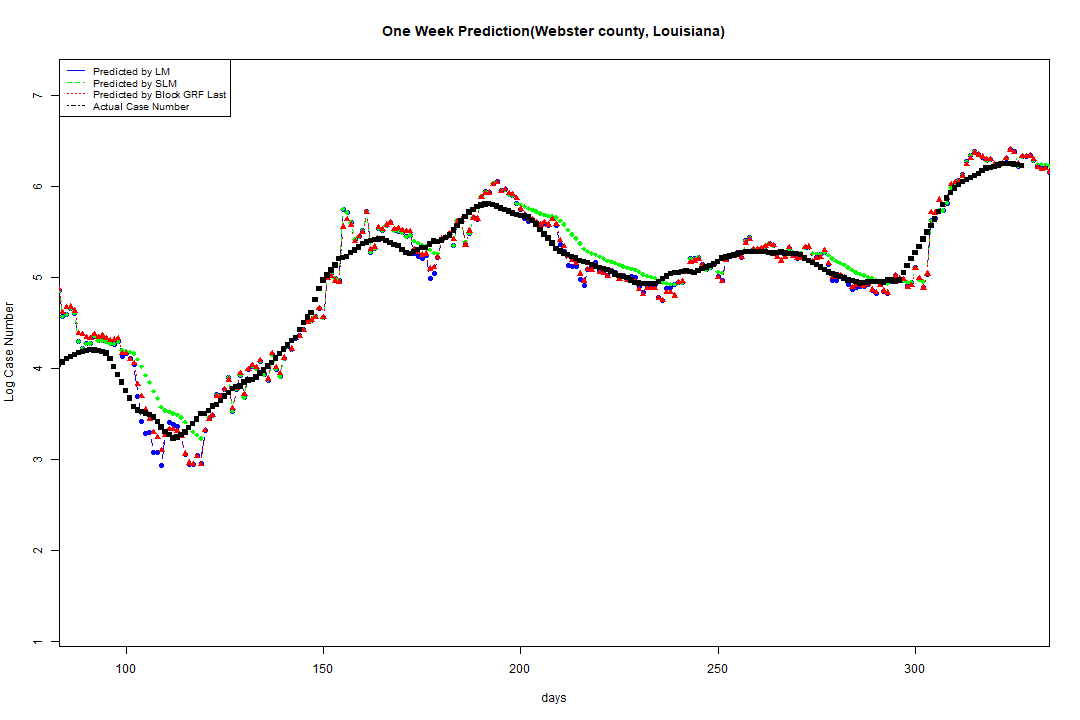 One Week Prediction(Webster county, Louisiana)
Predicted by LM
Predicted by SLM
Predicted by Block GRF Last
Actual Case Number
7
6
5
4
3
2
1
Log Case Number
100 150 200 250 300
days